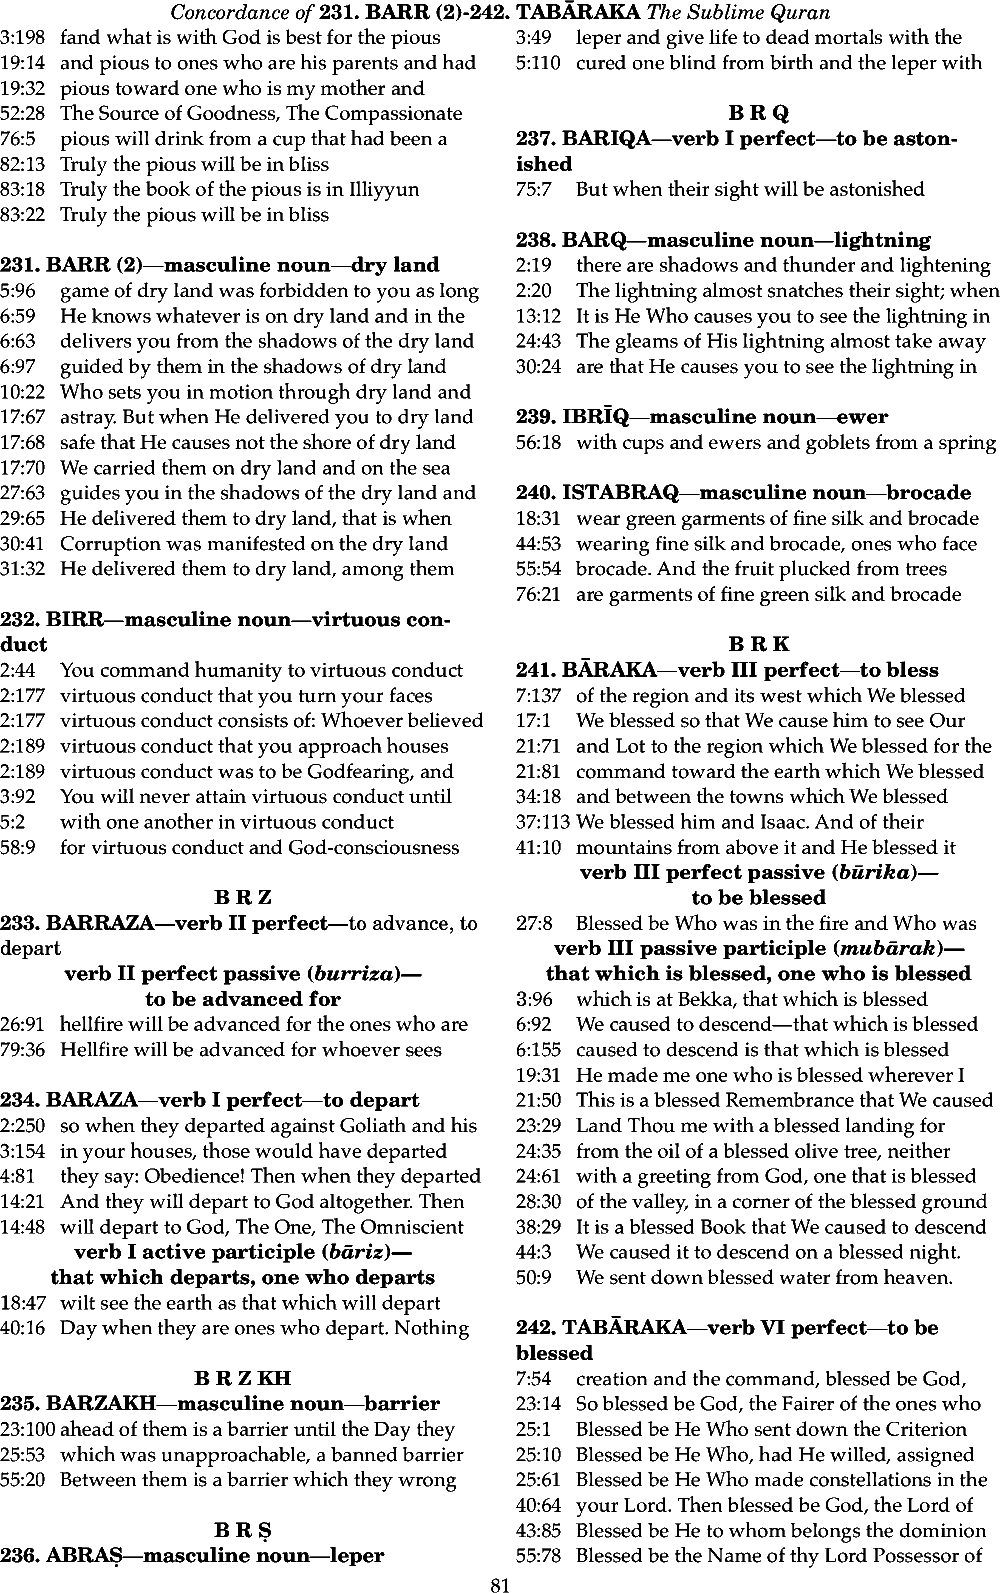 Concordance of 231. BARR (2)-242. TABĀRAKA The Sublime Quran
3:198 fand what is with God is best for the pious
19:14 and pious to ones who are his parents and had
19:32 pious toward one who is my mother and
52:28 The Source of Goodness, The Compassionate
76:5 pious will drink from a cup that had been a
82:13 Truly the pious will be in bliss
83:18 Truly the book of the pious is in Illiyyun
83:22 Truly the pious will be in bliss
231. BARR (2)—masculine noun—dry land
5:96 game of dry land was forbidden to you as long
6:59 He knows whatever is on dry land and in the
6:63 delivers you from the shadows of the dry land
6:97 guided by them in the shadows of dry land
10:22 Who sets you in motion through dry land and
17:67 astray. But when He delivered you to dry land
17:68 safe that He causes not the shore of dry land
17:70 We carried them on dry land and on the sea
27:63 guides you in the shadows of the dry land and
29:65 He delivered them to dry land, that is when
30:41 Corruption was manifested on the dry land
31:32 He delivered them to dry land, among them
232. BIRR—masculine noun—virtuous con-
duct
2:44 You command humanity to virtuous conduct
2:177 virtuous conduct that you turn your faces
2:177 virtuous conduct consists of: Whoever believed
2:189 virtuous conduct that you approach houses
2:189 virtuous conduct was to be Godfearing, and
3:92 You will never attain virtuous conduct until
5:2 with one another in virtuous conduct
58:9 for virtuous conduct and God-consciousness
B R Z
233. BARRAZA—verb II perfect—to advance, to
depart
verb II perfect passive (burriza)—
to be advanced for
26:91 hellfire will be advanced for the ones who are
79:36 Hellfire will be advanced for whoever sees
234. BARAZA—verb I perfect—to depart
2:250 so when they departed against Goliath and his
3:154 in your houses, those would have departed
4:81 they say: Obedience! Then when they departed
14:21 And they will depart to God altogether. Then
14:48 will depart to God, The One, The Omniscient
verb I active participle (bāriz)—
that which departs, one who departs
18:47 wilt see the earth as that which will depart
40:16 Day when they are ones who depart. Nothing
B R Z KH
235. BARZAKH—masculine noun—barrier
23:100 ahead of them is a barrier until the Day they
25:53 which was unapproachable, a banned barrier
55:20 Between them is a barrier which they wrong
B R Ṣ
236. ABRAṢ—masculine noun—leper
3:49 leper and give life to dead mortals with the
5:110 cured one blind from birth and the leper with
B R Q
237. BARIQA—verb I perfect—to be aston-
ished
75:7 But when their sight will be astonished
238. BARQ—masculine noun—lightning
2:19 there are shadows and thunder and lightening
2:20 The lightning almost snatches their sight; when
13:12 It is He Who causes you to see the lightning in
24:43 The gleams of His lightning almost take away
30:24 are that He causes you to see the lightning in
239. IBRĪQ—masculine noun—ewer
56:18 with cups and ewers and goblets from a spring
240. ISTABRAQ—masculine noun—brocade
18:31 wear green garments of fine silk and brocade
44:53 wearing fine silk and brocade, ones who face
55:54 brocade. And the fruit plucked from trees
76:21 are garments of fine green silk and brocade
B R K
241. BĀRAKA—verb III perfect—to bless
7:137 of the region and its west which We blessed
17:1 We blessed so that We cause him to see Our
21:71 and Lot to the region which We blessed for the
21:81 command toward the earth which We blessed
34:18 and between the towns which We blessed
37:113 We blessed him and Isaac. And of their
41:10 mountains from above it and He blessed it
verb III perfect passive (būrika)—
to be blessed
27:8 Blessed be Who was in the fire and Who was
verb III passive participle (mubārak)—
that which is blessed, one who is blessed
3:96 which is at Bekka, that which is blessed
6:92 We caused to descend—that which is blessed
6:155 caused to descend is that which is blessed
19:31 He made me one who is blessed wherever I
21:50 This is a blessed Remembrance that We caused
23:29 Land Thou me with a blessed landing for
24:35 from the oil of a blessed olive tree, neither
24:61 with a greeting from God, one that is blessed
28:30 of the valley, in a corner of the blessed ground
38:29 It is a blessed Book that We caused to descend
44:3 We caused it to descend on a blessed night.
50:9 We sent down blessed water from heaven.
242. TABĀRAKA—verb VI perfect—to be
blessed
7:54 creation and the command, blessed be God,
23:14 So blessed be God, the Fairer of the ones who
25:1 Blessed be He Who sent down the Criterion
25:10 Blessed be He Who, had He willed, assigned
25:61 Blessed be He Who made constellations in the
40:64 your Lord. Then blessed be God, the Lord of
43:85 Blessed be He to whom belongs the dominion
55:78 Blessed be the Name of thy Lord Possessor of
81